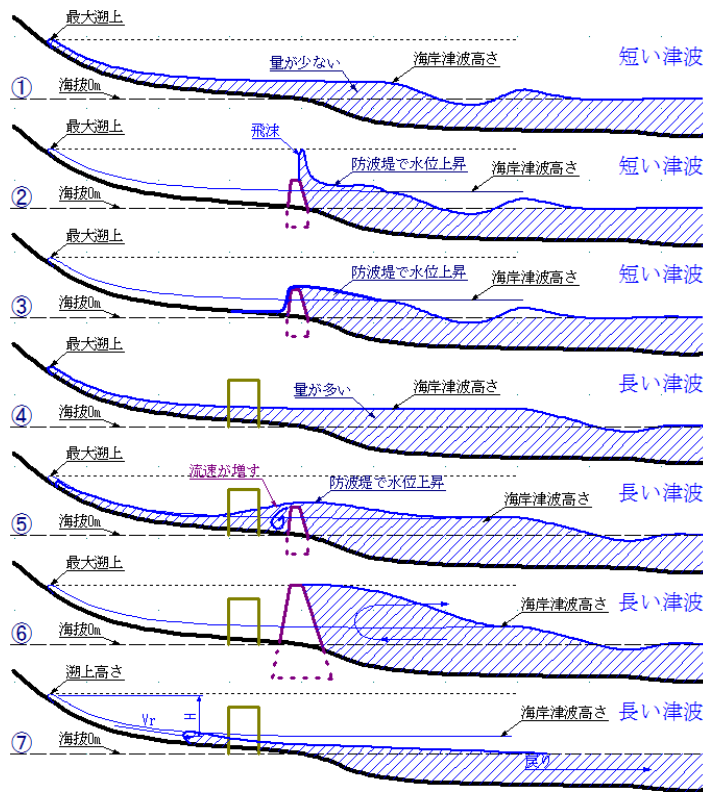 最大遡上
量が少ない
海岸津波高さ
短い津波
海抜0m
①
最大遡上
飛沫
防波堤で水位上昇
海岸津波高さ
短い津波
海抜0m
②
最大遡上
防波堤で水位上昇
海岸津波高さ
短い津波
海抜0m
③
最大遡上
量が多い
海岸津波高さ
長い津波
海抜0m
④
最大遡上
流速が増す
防波堤で水位上昇
海岸津波高さ
長い津波
海抜0m
⑤
最大遡上
海岸津波高さ
長い津波
海抜0m
⑥
遡上高さ
Vr
H
海岸津波高さ
長い津波
海抜0m
⑦
戻り